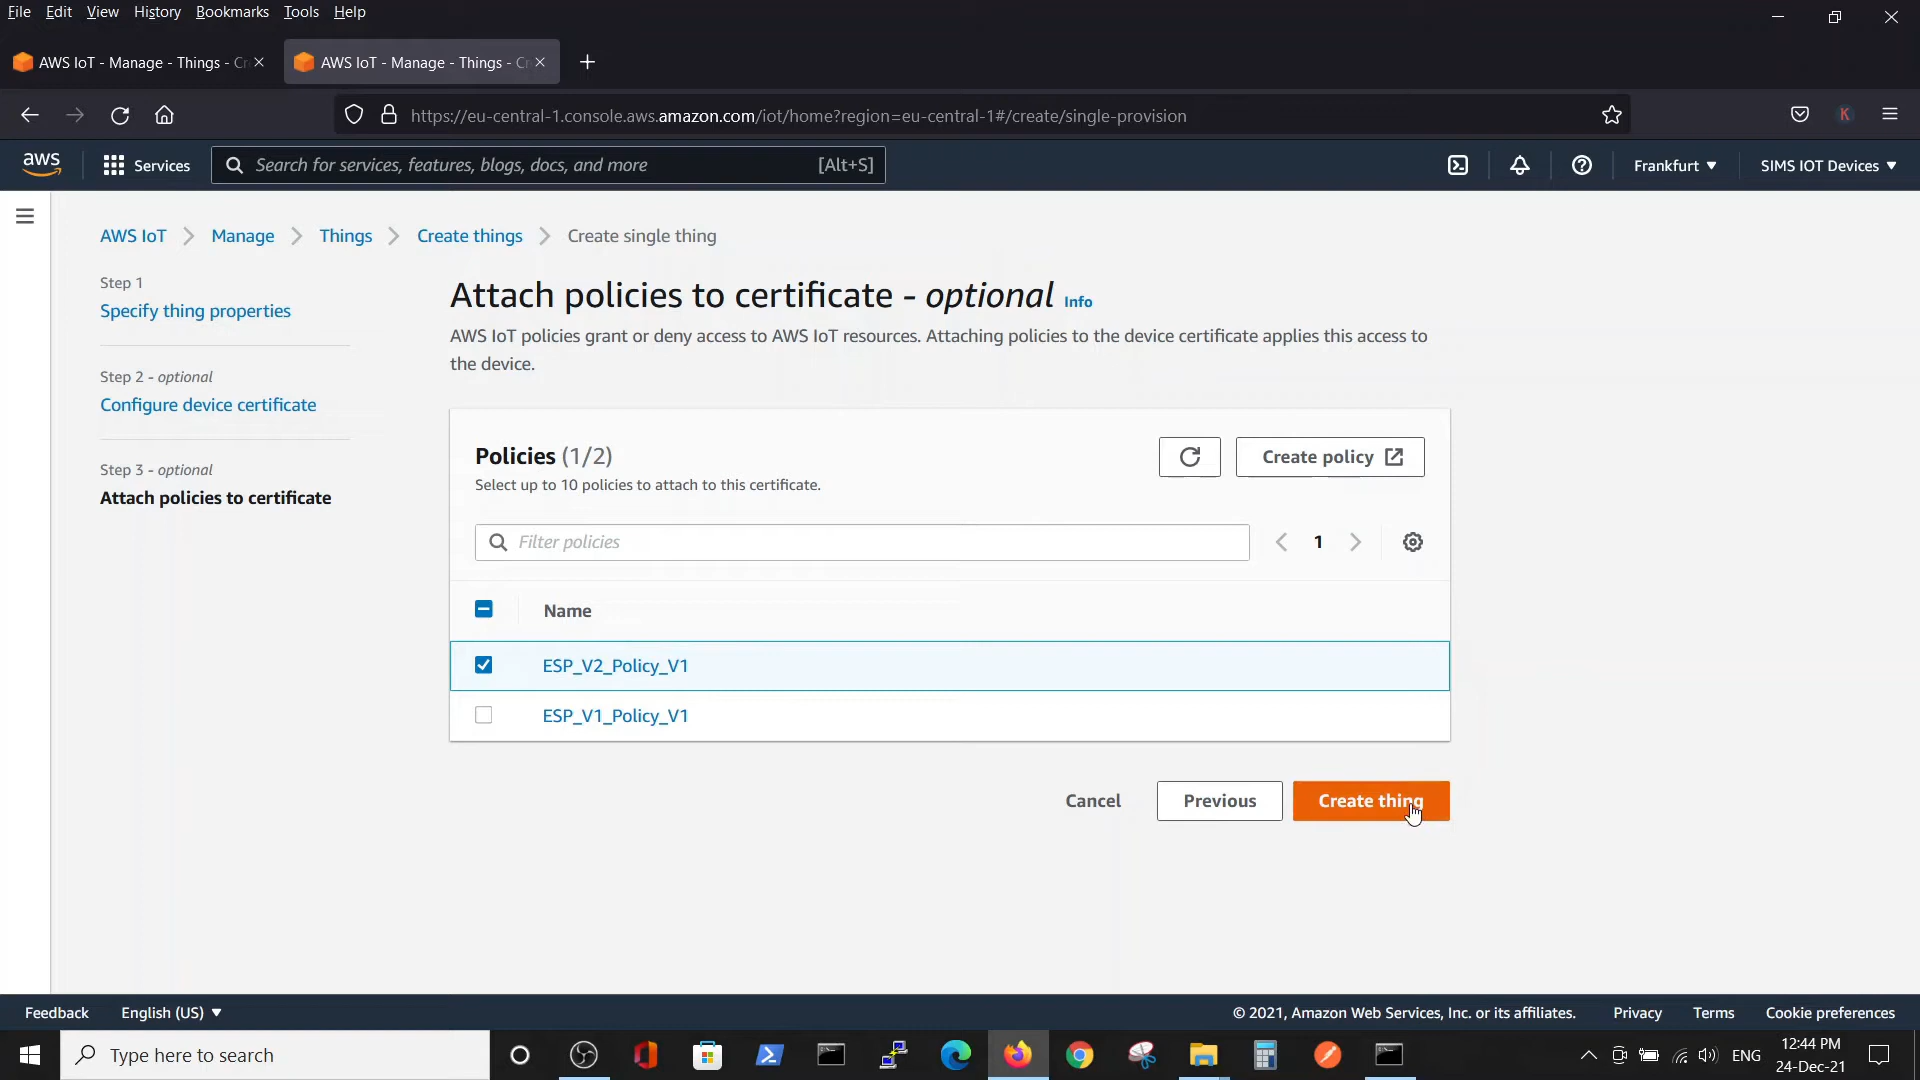 File Edit View History Bookmarks Tools Help
AWS IoT - Manage - Things - Cr
AWS IoT - Manage - Things - Cr
https://eu-central-1.console.aws.amazon.com/iot/home?region=eu-central-1#/create/single-provision
K
aws Services Search for services, features, blogs, docs, and more [Alt+S] Frankfurt SIMS IOT Devices
AWS IoT Manage Things Create things Create single thing
Step 1
Specify thing properties
Step 2 - optional
Configure device certificate
Step 3 - optional
Attach policies to certificate
Attach policies to certificate - optional Info
AWS IoT policies grant or deny access to AWS IoT resources. Attaching policies to the device certificate applies this access to
the device.
Policies (1/2)
Select up to 10 policies to attach to this certificate.
Create policy
Filter policies
1
Name
ESP_V2_Policy_V1
ESP_V1_Policy_V1
Cancel Previous Create thing
Feedback English (US) © 2021, Amazon Web Services, Inc. or its affiliates. Privacy Terms Cookie preferences
Type here to search
ENG
12:44 PM
24-Dec-21